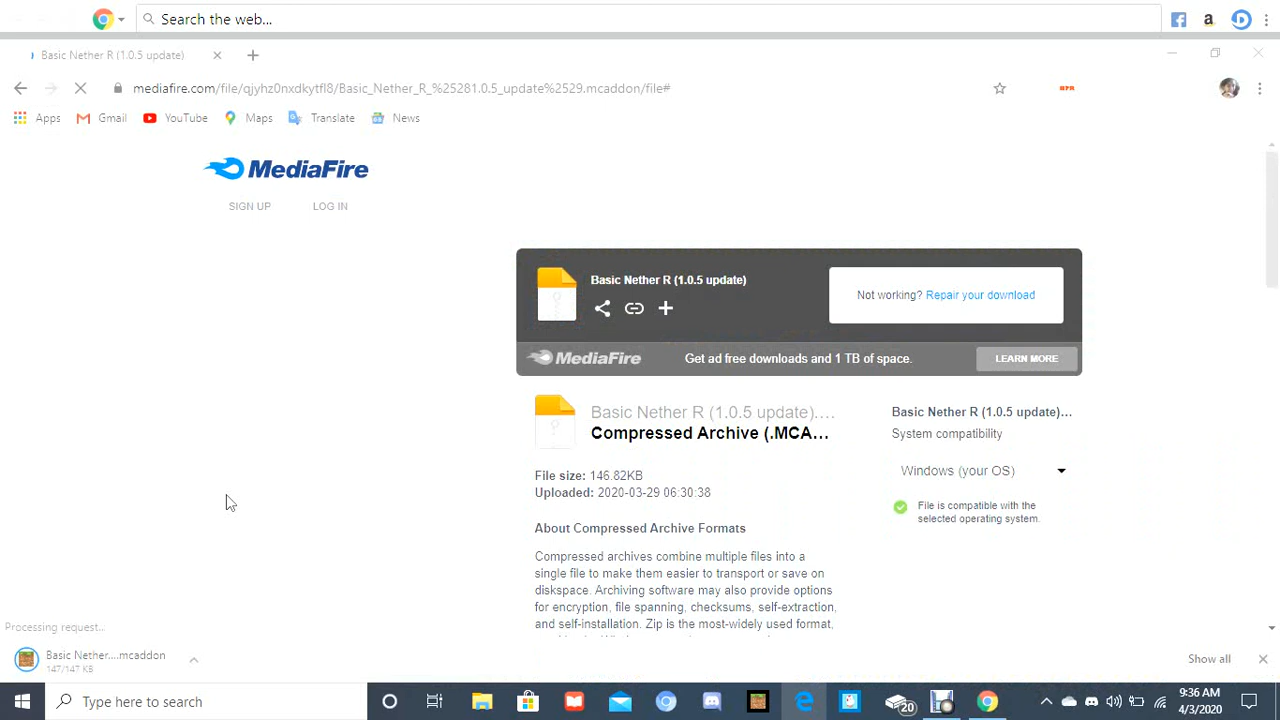 Search the web...
Basic Nether R (1.0.5 update)
mediafire.com/file/qjyhz0nxdkytfl8/Basic_Nether_R_%25281.0.5_update%2529.mcaddon/file#
Apps Gmail YouTube Maps Translate News
MediaFire
SIGN UP LOG IN
Basic Nether R (1.0.5 update)
Not working? Repair your download
MediaFire Get ad free downloads and 1 TB of space. LEARN MORE
Basic Nether R (1.0.5 update)....
Compressed Archive (.MCA...
File size: 146.82KB
Uploaded: 2020-03-29 06:30:38
About Compressed Archive Formats
Compressed archives combine multiple files into a
single file to make them easier to transport or save on
diskspace. Archiving software may also provide options
for encryption, file spanning, checksums, self-extraction,
and self-installation. Zip is the most-widely used format,
Basic Nether R (1.0.5 update)...
System compatibility
Windows (your OS)
File is compatible with the
selected operating system.
Processing request...
Basic Nether....mcaddon
147/147 KB
Show all
Type here to search
20
9:36 AM
4/3/2020